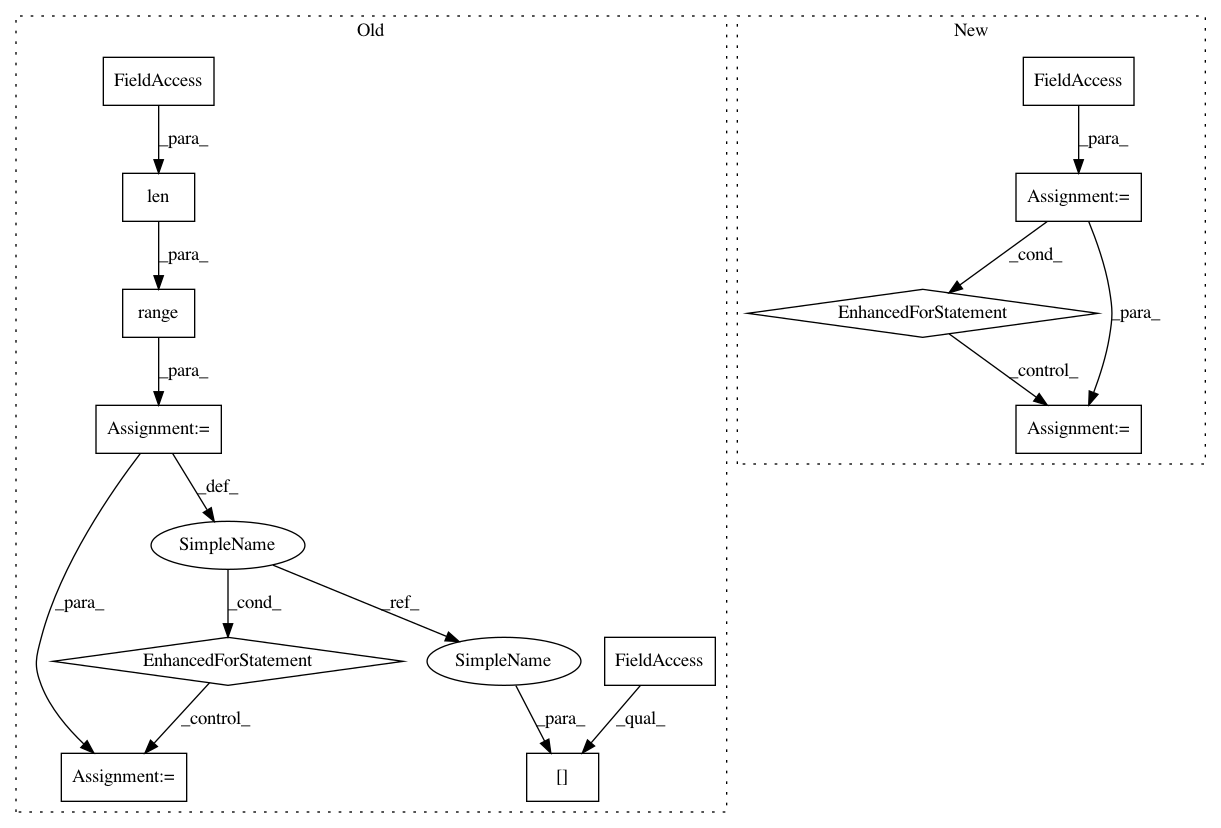 Old
New
FieldAccess
FieldAccess
_para_
_para_
len
Assignment:=
_para_
_cond_
range
EnhancedForStatement
_para_
_para_
_control_
Assignment:=
Assignment:=
_def_
SimpleName
_para_
_cond_
_ref_
EnhancedForStatement
SimpleName
FieldAccess
_control_
_para_
_qual_
Assignment:=
[]